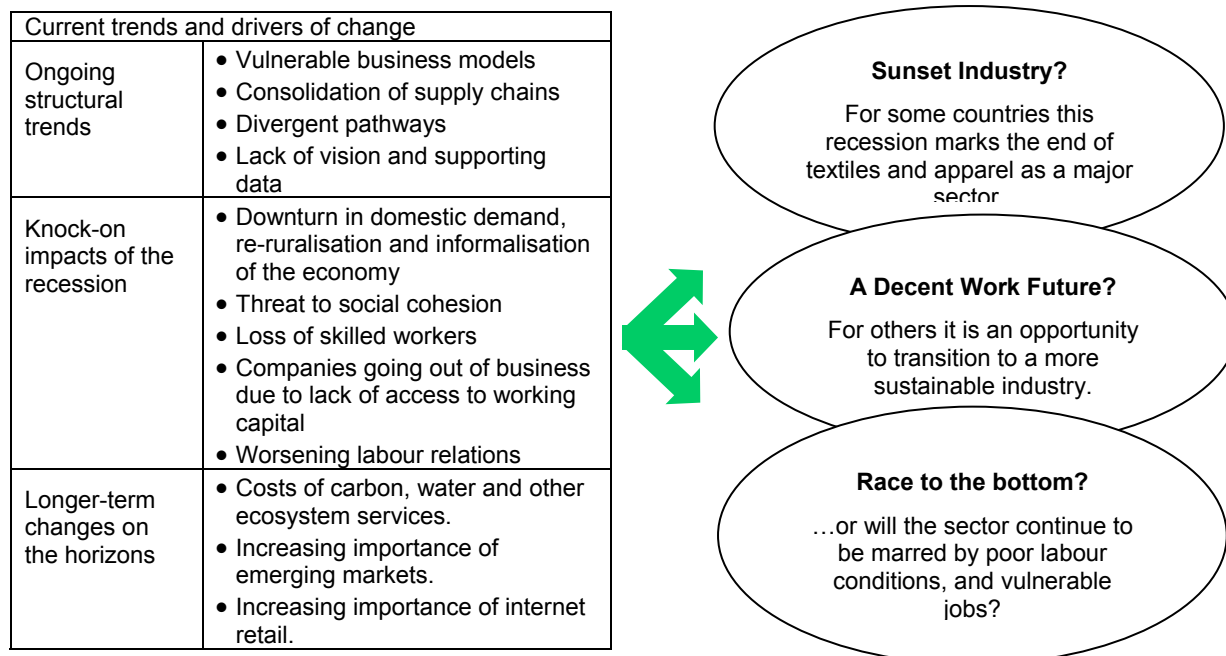 Current trends and drivers of change
Ongoing
structural
trends
• Vulnerable business models
• Consolidation of supply chains
• Divergent pathways
• Lack of vision and supporting
data
Knock-on
impacts of the
recession
• Downturn in domestic demand,
re-ruralisation and informalisation
of the economy
• Threat to social cohesion
• Loss of skilled workers
• Companies going out of business
due to lack of access to working
capital
• Worsening labour relations
Longer-term
changes on
the horizons
• Costs of carbon, water and other
ecosystem services.
• Increasing importance of
emerging markets.
• Increasing importance of internet
retail.
Sunset Industry?
For some countries this
recession marks the end of
textiles and apparel as a major
sector
A Decent Work Future?
For others it is an opportunity
to transition to a more
sustainable industry.
Race to the bottom?
…or will the sector continue to
be marred by poor labour
conditions, and vulnerable
jobs?